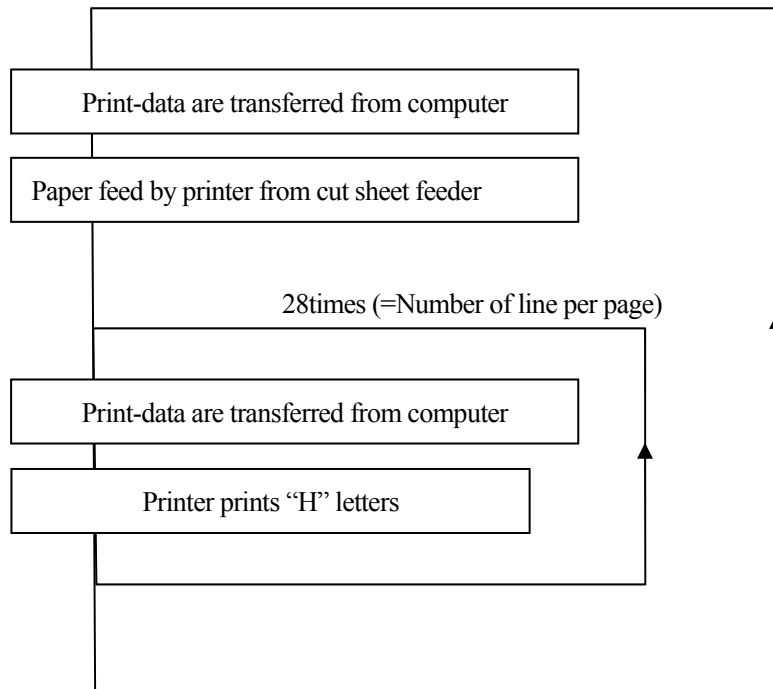 Print-data are transferred from computer
Paper feed by printer from cut sheet feeder
28times (=Number of line per page)
Print-data are transferred from computer
Printer prints “H” letters